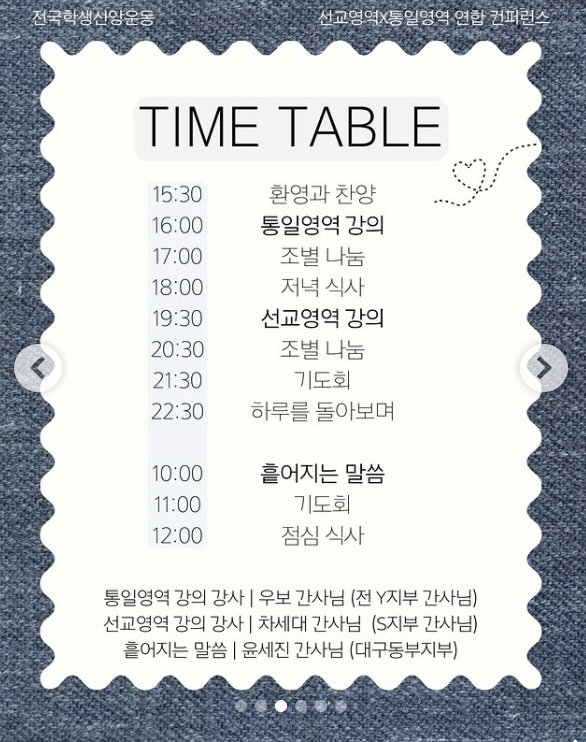 전국학생신앙운동 선교영역X통일영역 연합 컨퍼런스
TIME TABLE
15:30 환영과 찬양
16:00 통일영역 강의
17:00 조별 나눔
18:00 저녁 식사
19:30 선교영역 강의
20:30 조별 나눔
21:30 기도회
22:30 하루를 돌아보며
10:00 흩어지는 말씀
11:00 기도회
12:00 점심 식사
통일영역 강의 강사 | 우보 간사님 (전 Y지부 간사님)
선교영역 강의 강사 | 차세대 간사님 (S지부 간사님)
흩어지는 말씀 | 윤세진 간사님 (대구동부지부)